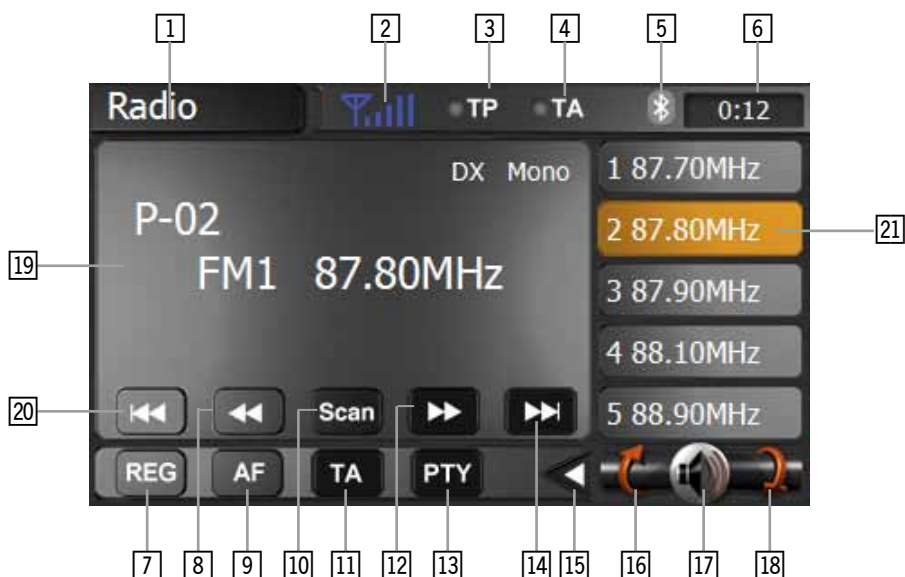 1 2 3 4 5 6
Radio TP TA 0:12
DX Mono
P-02
FM1 87.80MHz
1 87.70MHz
2 87.80MHz
3 87.90MHz
4 88.10MHz
5 88.90MHz
21
19
20
Scan
REG AF TA PTY
7 8 9 10 11 12 13 14 15 16 17 18